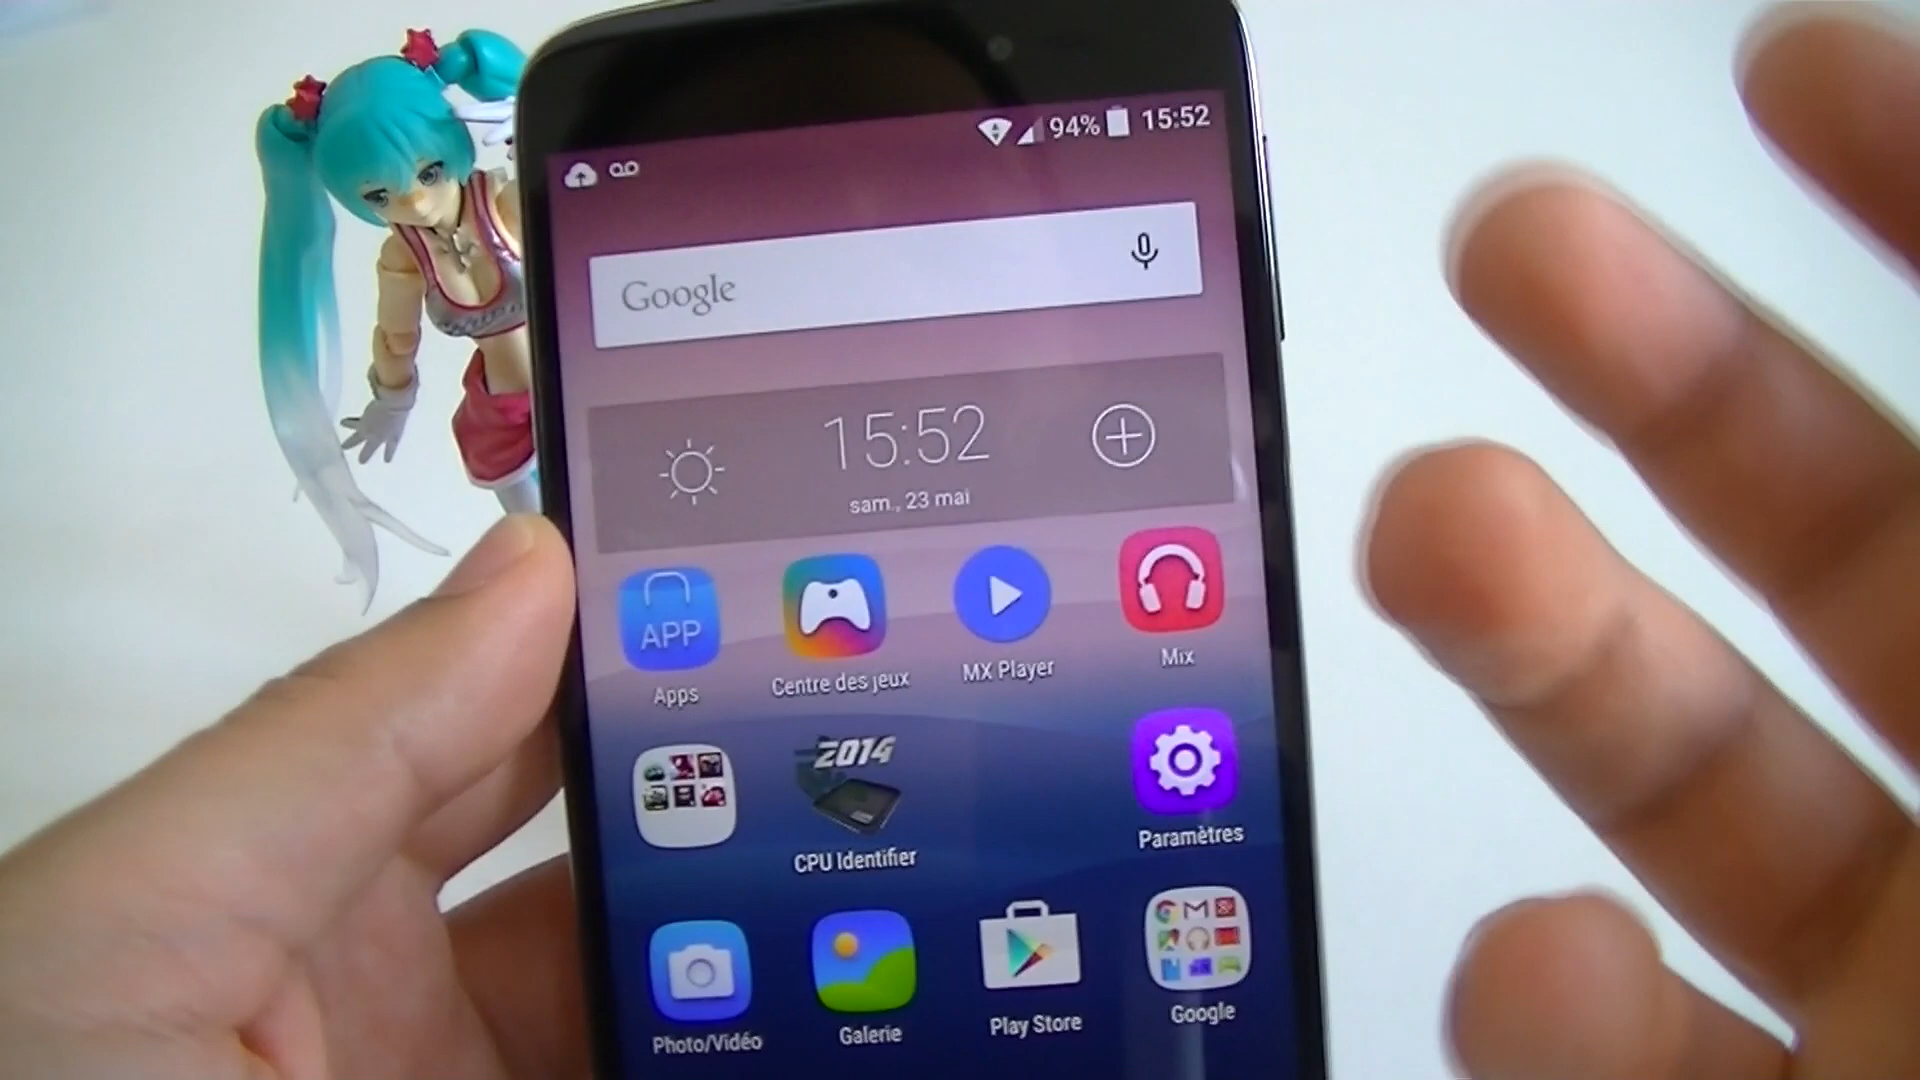 94% 15:52
Google
15:52
sam., 23 mai
APP
Apps
Centre des jeux
MX Player
Mix
2014
CPU Identifier
Paramètres
Photo/Vidéo
Galerie
Play Store
Google